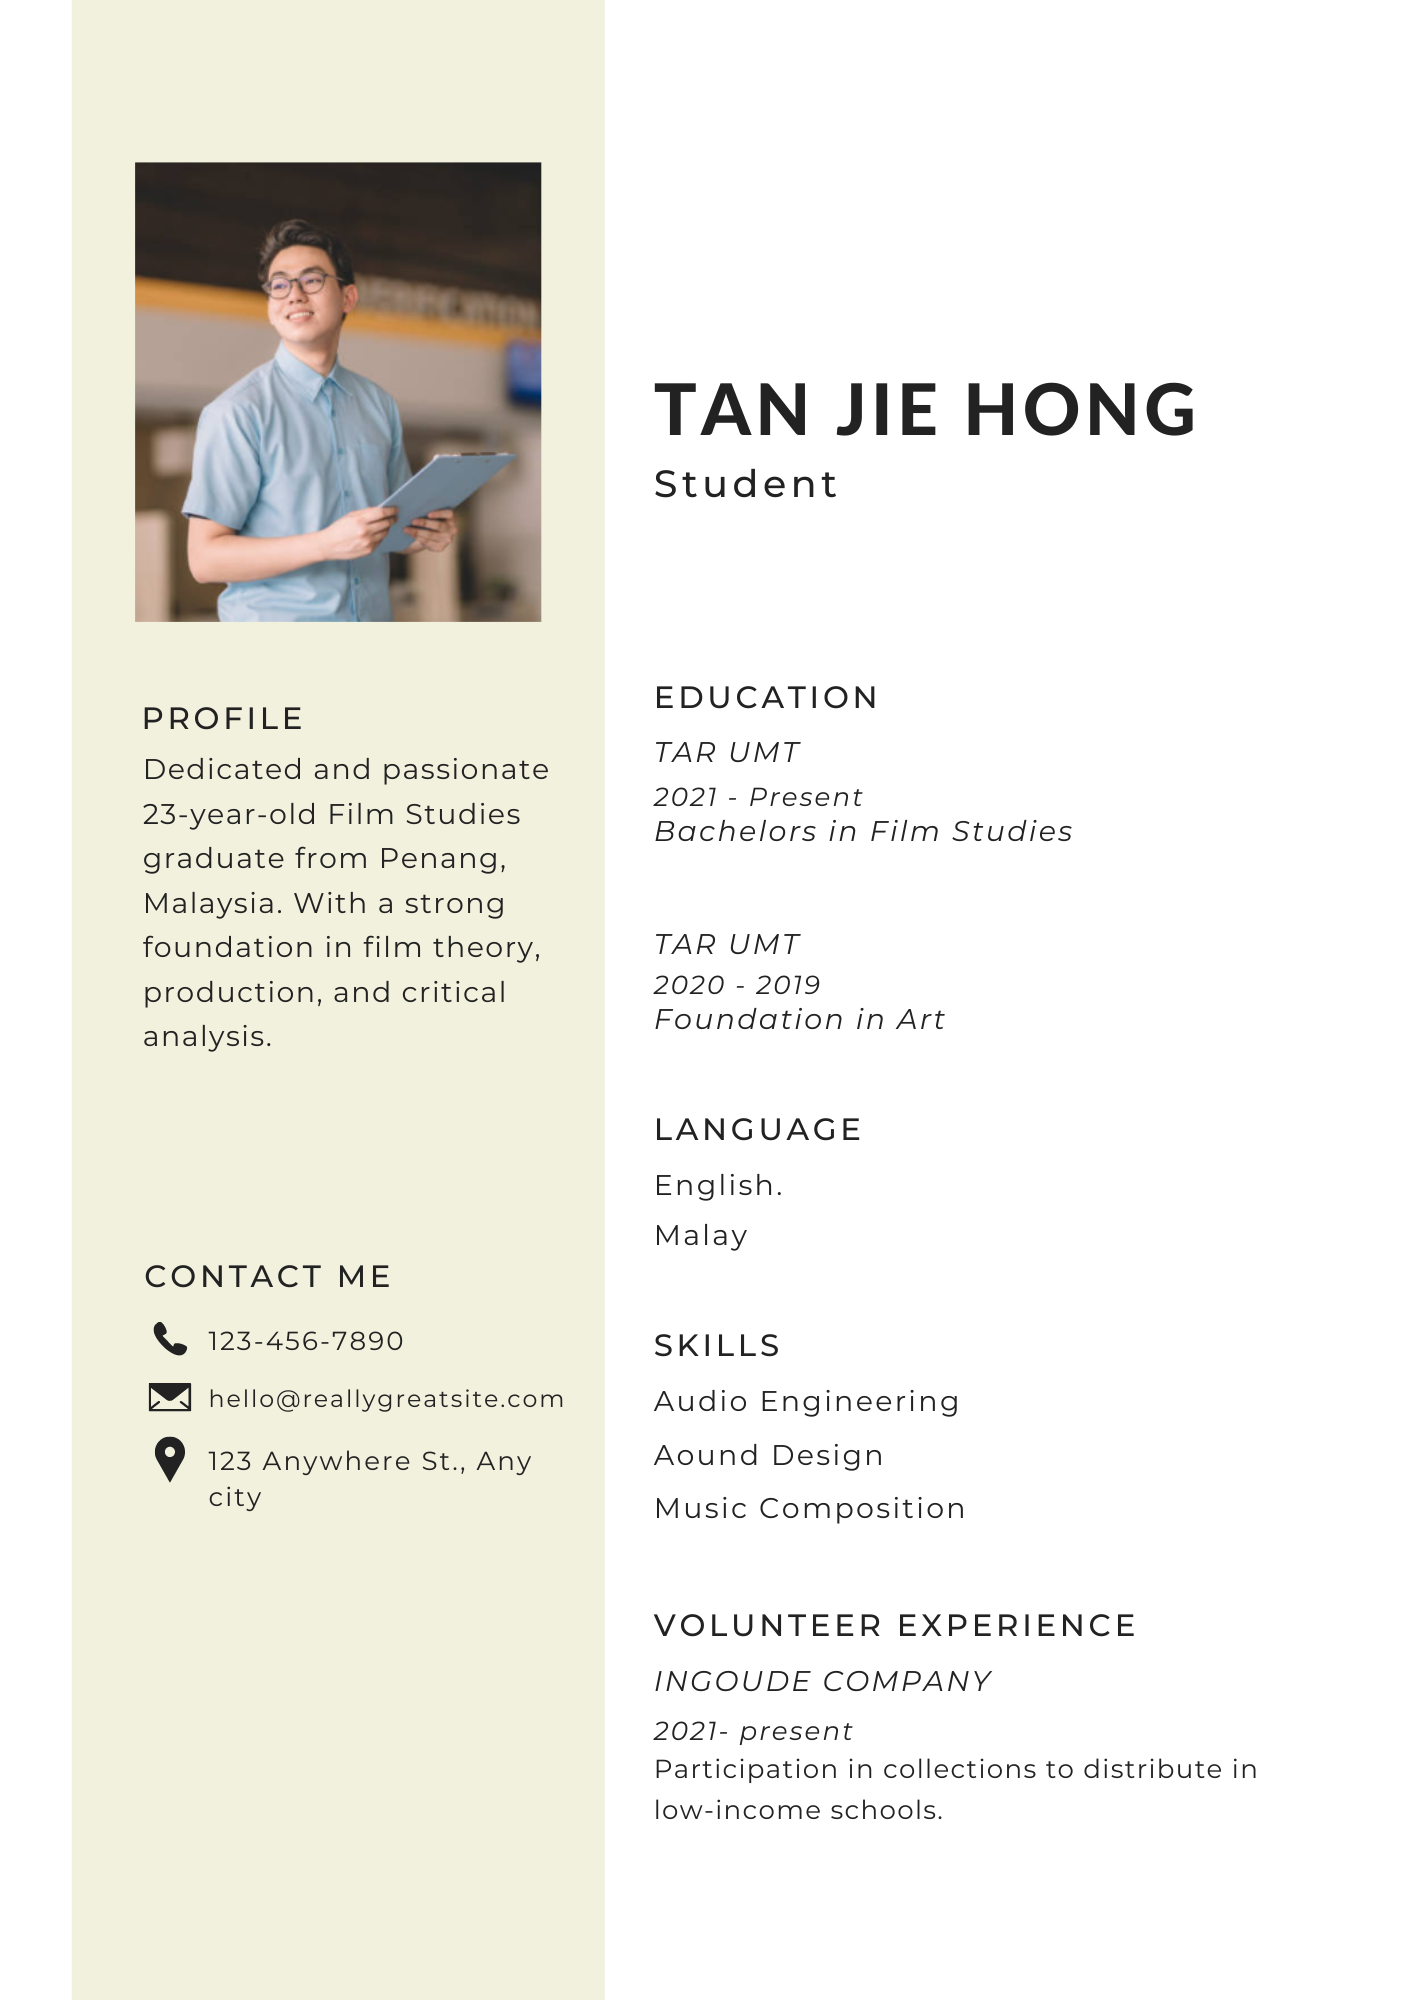 TAN JIE HONG
Student
PROFILE
Dedicated and passionate
23-year-old Film Studies
graduate from Penang,
Malaysia. With a strong
foundation in film theory,
production, and critical
analysis.
CONTACT ME
123-456-7890
hello@reallygreatsite.com
123 Anywhere St., Any
city
EDUCATION
TAR UMT
2021 - Present
Bachelors in Film Studies
TAR UMT
2020 - 2019
Foundation in Art
LANGUAGE
English.
Malay
SKILLS
Audio Engineering
Aound Design
Music Composition
VOLUNTEER EXPERIENCE
INGOUDE COMPANY
2021- present
Participation in collections to distribute in
low-income schools.